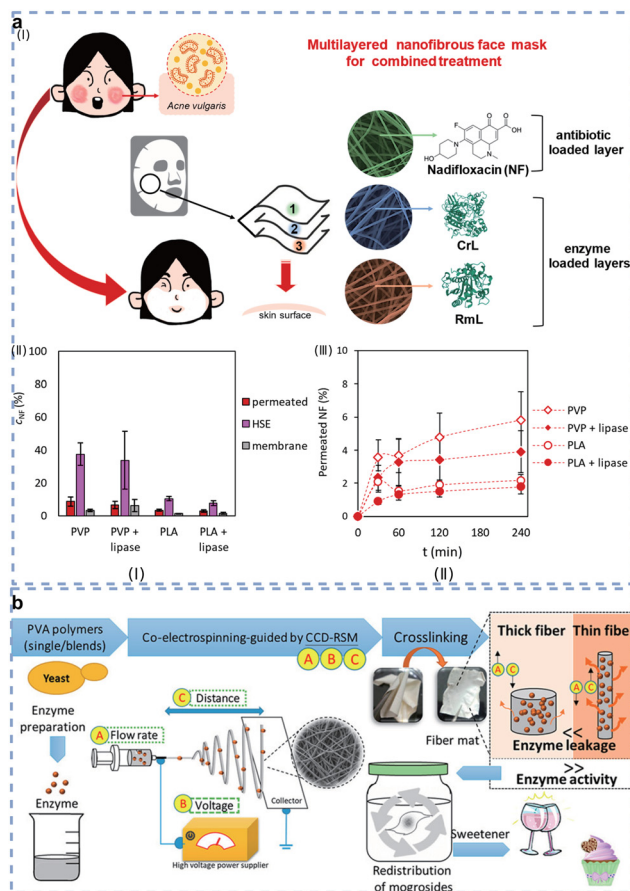 a
(I)
Acne vulgaris
Multilayered nanofibrous face mask
for combined treatment
1
2
3
skin surface
F
O
O
OH
N
N
HO
N
Nadifloxacin (NF)
antibiotic
loaded layer
CrL
RmL
enzyme
loaded layers
(II)
100
80
60
40
20
0
cNF (%)
permeated
HSE
membrane
PVP
PVP +
lipase
PLA
PLA +
lipase
(I)
(III)
10
8
6
4
2
0
Permeated NF (%)
0
60
120
180
240
t (min)
PVP
PVP + lipase
PLA
PLA + lipase
(II)
b
PVA polymers
(single/blends)
Co-electrospinning-guided by CCD-RSM
A B C
Crosslinking
Yeast
Enzyme
preparation
Enzyme
A Flow rate
C Distance
B Voltage
High voltage power supplier
Collector
Fiber mat
Thick fiber
Thin fiber
A C
A C
<<
Enzyme leakage
>>
Enzyme activity
Redistribution
of mogrosides
Sweetener